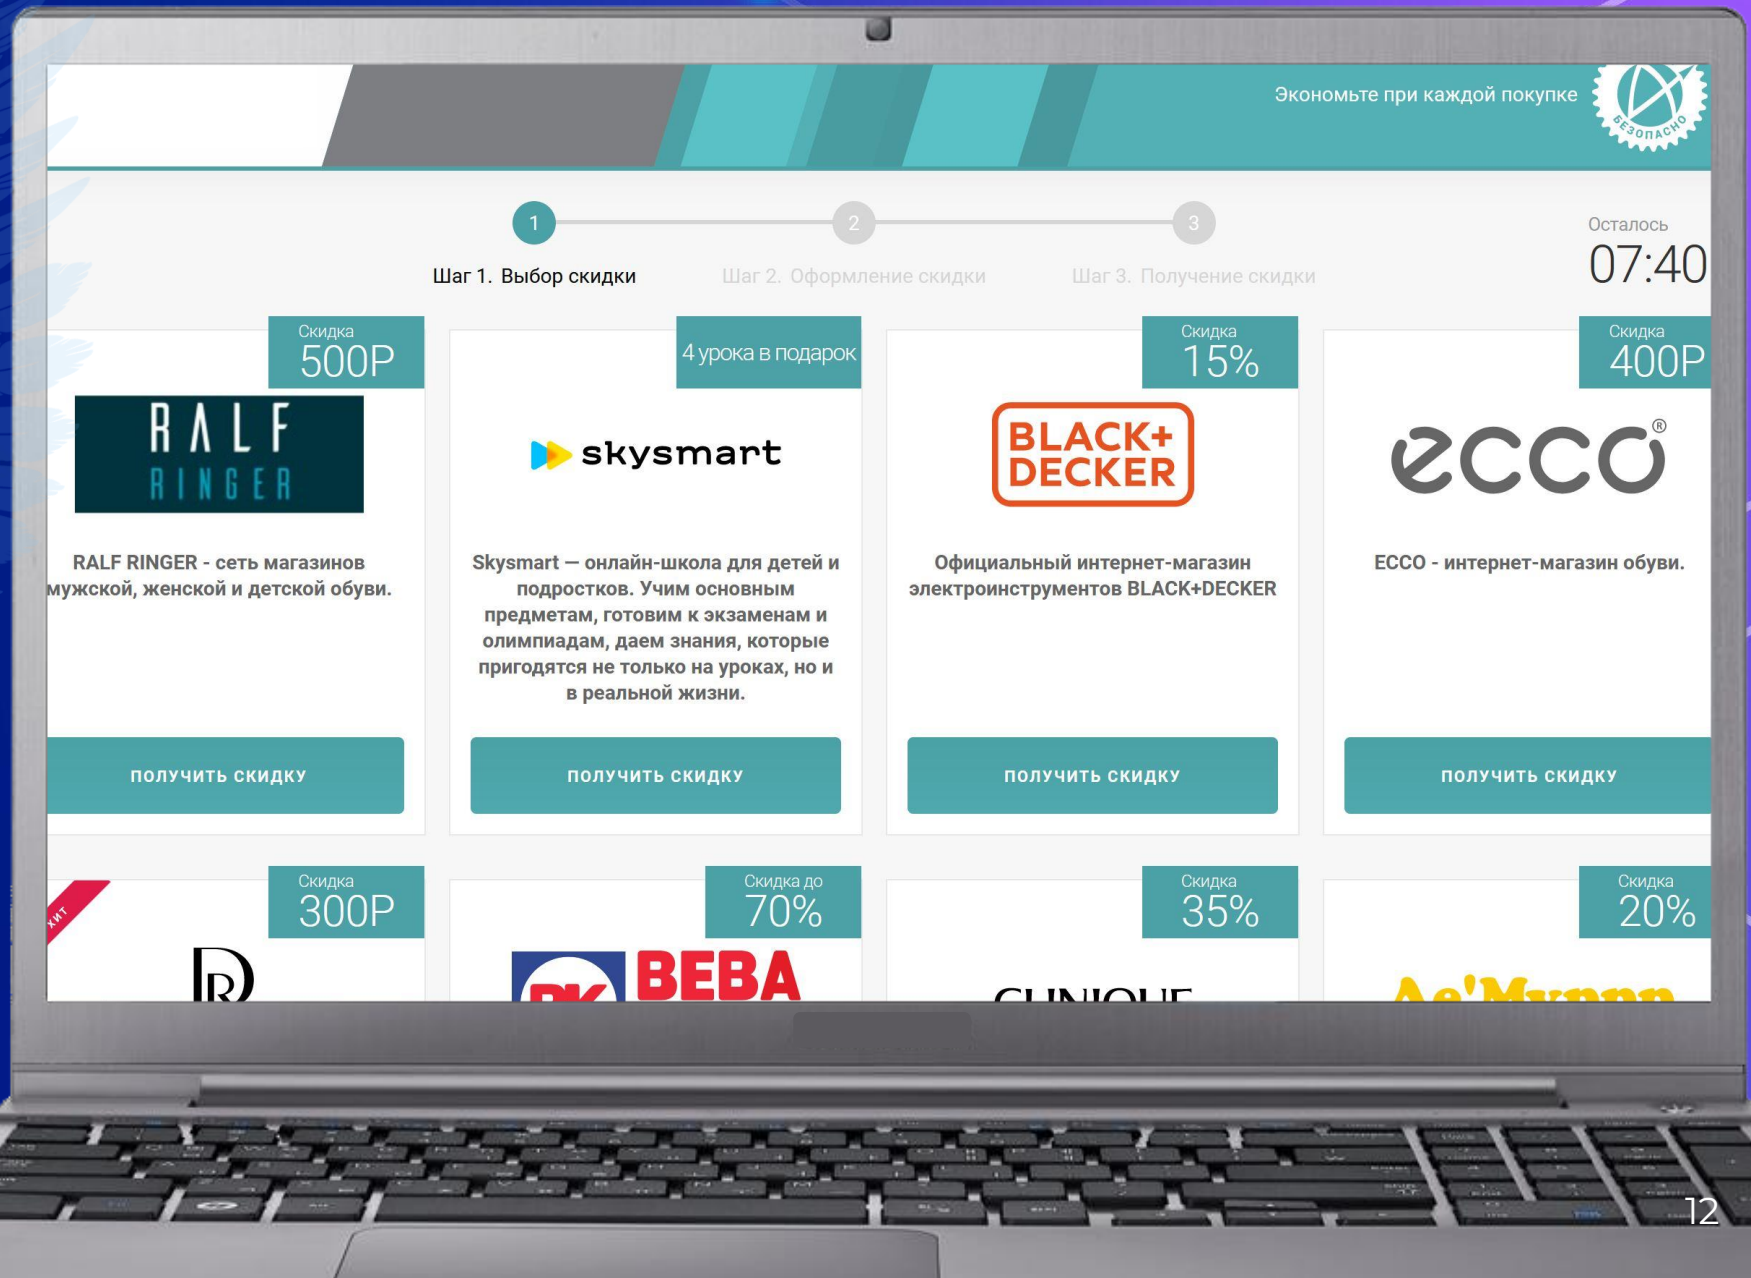 Экономьте при каждой покупке
БЕЗОПАСНО
1
2
3
Шаг 1. Выбор скидки
Шаг 2. Оформление скидки
Шаг 3. Получение скидки
Осталось
07:40
Скидка
500Р
RALF
RINGER
RALF RINGER - сеть магазинов
мужской, женской и детской обуви.
ПОЛУЧИТЬ СКИДКУ
4 урока в подарок
skysmart
Skysmart — онлайн-школа для детей и
подростков. Учим основным
предметам, готовим к экзаменам и
олимпиадам, даем знания, которые
пригодятся не только на уроках, но и
в реальной жизни.
ПОЛУЧИТЬ СКИДКУ
Скидка
15%
BLACK+
DECKER
Официальный интернет-магазин
электроинструментов BLACK+DECKER
ПОЛУЧИТЬ СКИДКУ
Скидка
400Р
ecco®
ECCO - интернет-магазин обуви.
ПОЛУЧИТЬ СКИДКУ
ХИТ
Скидка
300Р
Скидка до
70%
ВЕВА
Скидка
35%
CLINIQUE
Скидка
20%
12